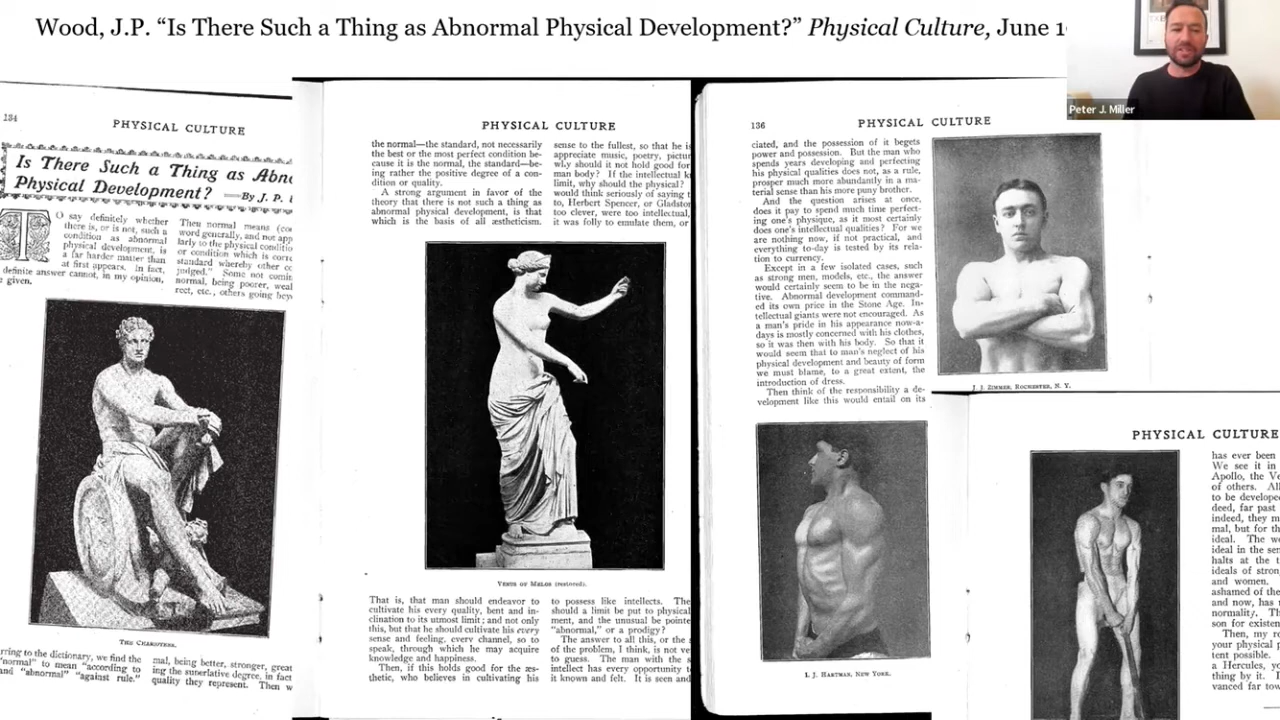 Wood, J.P. “Is There Such a Thing as Abnormal Physical Development?” Physical Culture, June 1
Peter J. Miller
134
PHYSICAL CULTURE
Is There Such a Thing as Abn
Physical Development? —By J. P.
TO say definitely whether
there is, or is not, such a
condition as abnormal
physical development, is
a far harder matter than
at first appears. In fact,
definite answer cannot, in my opinion,
given.
Then normal means
word generally, and not app
larly to the physical conditio
or condition which is corre
standard whereby other
judged." Some not comin
normal, being poorer, weak
rect, etc., others going bey
THE CHARIOTEER.
rring to the dictionary, we find the
"normal" to mean "according to
and "abnormal" "against rule."
mal, being better, stronger, great
ing the superlative degree, in fact
quality they represent. Then w
PHYSICAL CULTURE
the normal—the standard, not necessarily
the best or the most perfect condition be-
cause it is the normal, the standard—be-
ing rather the positive degree of a con-
dition or quality.
A strong argument in favor of the
theory that there is not such a thing as
abnormal physical development, is that
which is the basis of all æstheticism.
sense to the fullest, so that he is
appreciate music, poetry, pictur
why should it not hold good for
man body? If the intellectual k
limit, why should the physical?
would think seriously of saying t
to, Herbert Spencer, or Gladston
too clever, were too intellectual,
it was folly to emulate them, or
VENUS OF MELOS (restored).
That is, that man should endeavor to
cultivate his every quality, bent and in-
clination to its utmost limit; and not only
this, but that he should cultivate his every
sense and feeling, every channel, so to
speak, through which he may acquire
knowledge and happiness.
Then, if this holds good for the æs-
thetic, who believes in cultivating his
to possess like intellects. The
should a limit be put to physical
ment, and the unusual be pointe
"abnormal," or a prodigy?
The answer to all this, or the s
of the problem, I think, is not ve
to guess. The man with the s
intellect has every opportunity t
it known and felt. It is seen and
136
PHYSICAL CULTURE
ciated, and the possession of it begets
power and possession. But the man who
spends years developing and perfecting
his physical qualities does not, as a rule,
prosper much more abundantly in a ma-
terial sense than his more puny brother.
And the question arises at once,
does it pay to spend much time perfect-
ing one's physique, as it most certainly
does one's intellectual qualities? For we
are nothing now, if not practical, and
everything to-day is tested by its rela-
tion to currency.
Except in a few isolated cases, such
as strong men, models, etc., the answer
would certainly seem to be in the nega-
tive. Abnormal development command-
ed its own price in the Stone Age. In-
tellectual giants were not encouraged. As
a man's pride in his appearance now-a-
days is mostly concerned with his clothes,
so it was then with his body. So that it
would seem that to man's neglect of his
physical development and beauty of form
we must blame, to a great extent, the
introduction of dress.
Then think of the responsibility a de-
velopment like this would entail on its
J. J. ZIMMER, ROCHESTER, N. Y.
I. J. HARTMAN, NEW YORK.
PHYSICAL CULTURE
has ever been
We see it in
Apollo, the Ve
of others. All
to be develope
deed, far past
indeed, they m
mal, but for th
ideal. The wo
ideal in the sen
halts at the t
ideals of stron
and women.
ashamed of the
and now, has
normality. Th
son for existen
Then, my re
your physical p
tent possible.
a Hercules, yo
thing by it. I
vanced far tow